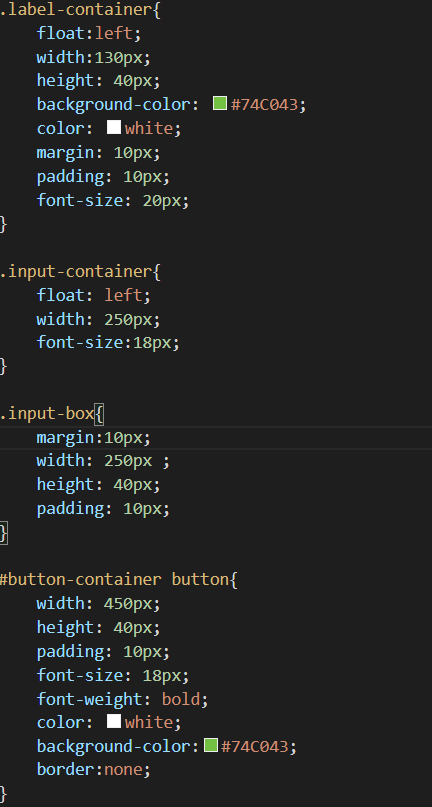 .label-container{
    float:left;
    width:130px;
    height: 40px;
    background-color: #74C043;
    color: white;
    margin: 10px;
    padding: 10px;
    font-size: 20px;
}

.input-container{
    float: left;
    width: 250px;
    font-size:18px;
}

.input-box{
    margin:10px;
    width: 250px ;
    height: 40px;
    padding: 10px;
}

#button-container button{
    width: 450px;
    height: 40px;
    padding: 10px;
    font-size: 18px;
    font-weight: bold;
    color: white;
    background-color:#74C043;
    border:none;
}